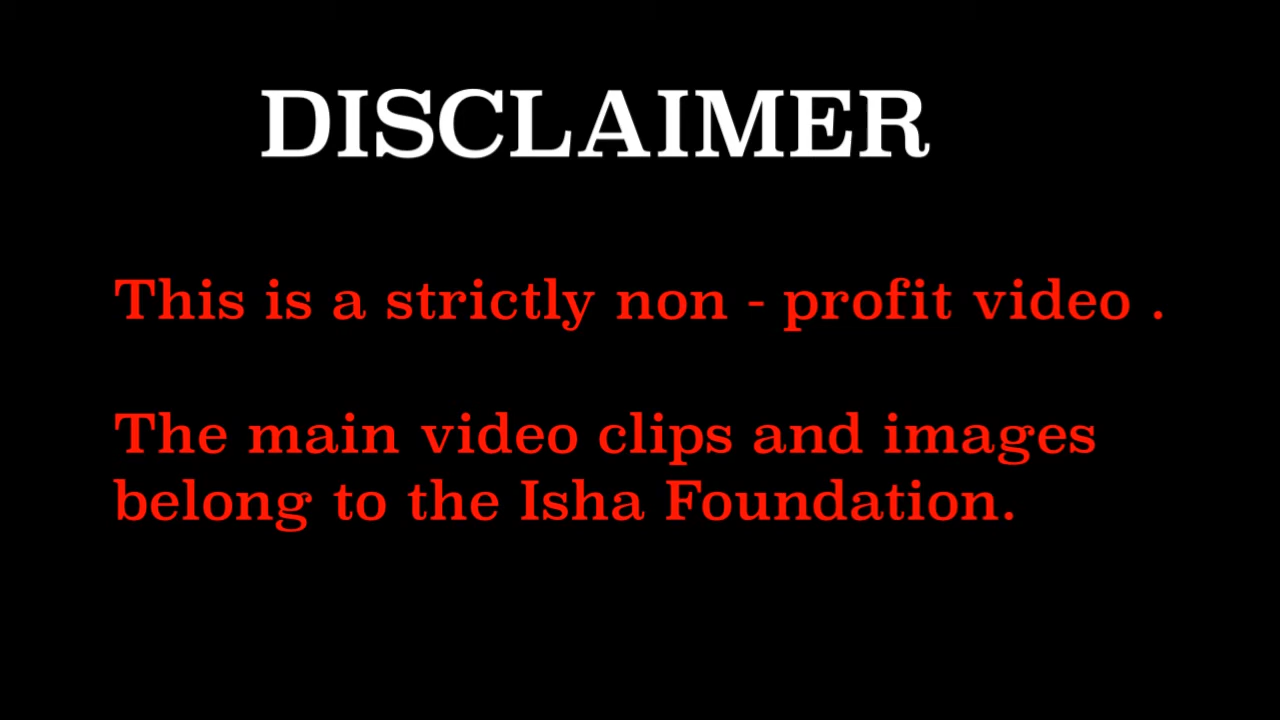 DISCLAIMER
This is a strictly non - profit video .
The main video clips and images
belong to the Isha Foundation.